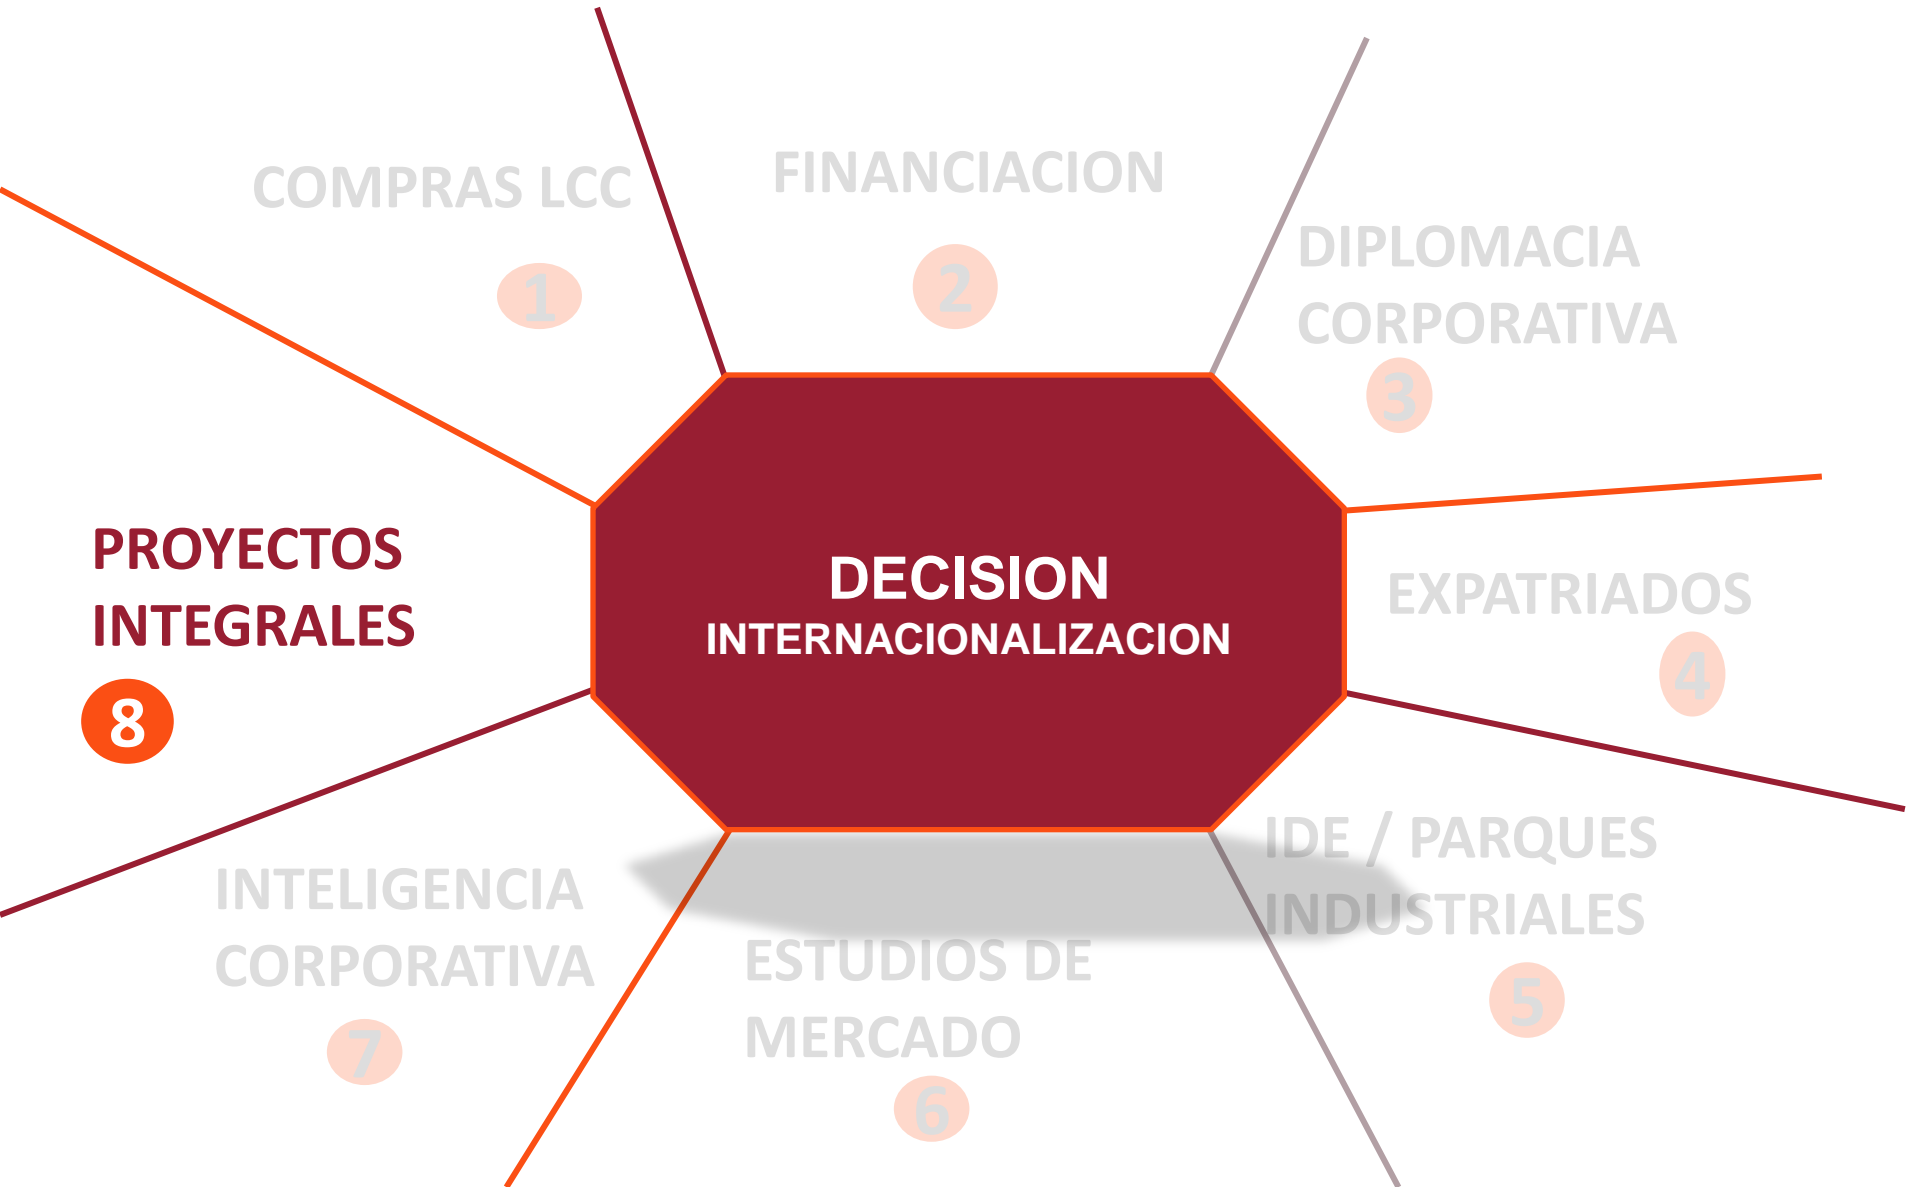 COMPRAS LCC
1
FINANCIACION
2
DIPLOMACIA
CORPORATIVA
3
EXPATRIADOS
4
IDE / PARQUES
INDUSTRIALES
5
ESTUDIOS DE
MERCADO
6
INTELIGENCIA
CORPORATIVA
7
PROYECTOS
INTEGRALES
8
DECISION
INTERNACIONALIZACION